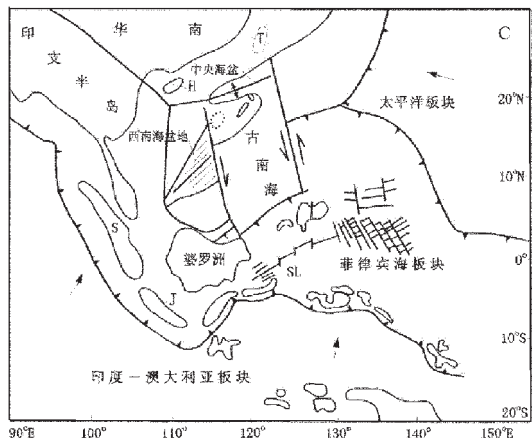 印支半岛
华南
C
T
H
中央海盆
太平洋板块
20°N
西南海盆地
古南海
10°N
S
婆罗洲
SL
菲律宾海板块
0°
J
10°S
印度—澳大利亚板块
20°S
90°E
100°
110°
120°
130°
140°
150°E